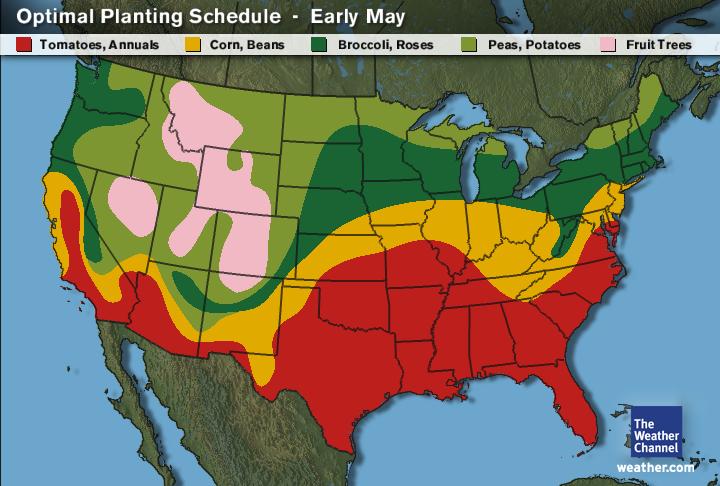 Optimal Planting Schedule - Early May
Tomatoes, Annuals
Corn, Beans
Broccoli, Roses
Peas, Potatoes
Fruit Trees
The
Weather
Channel
weather.com